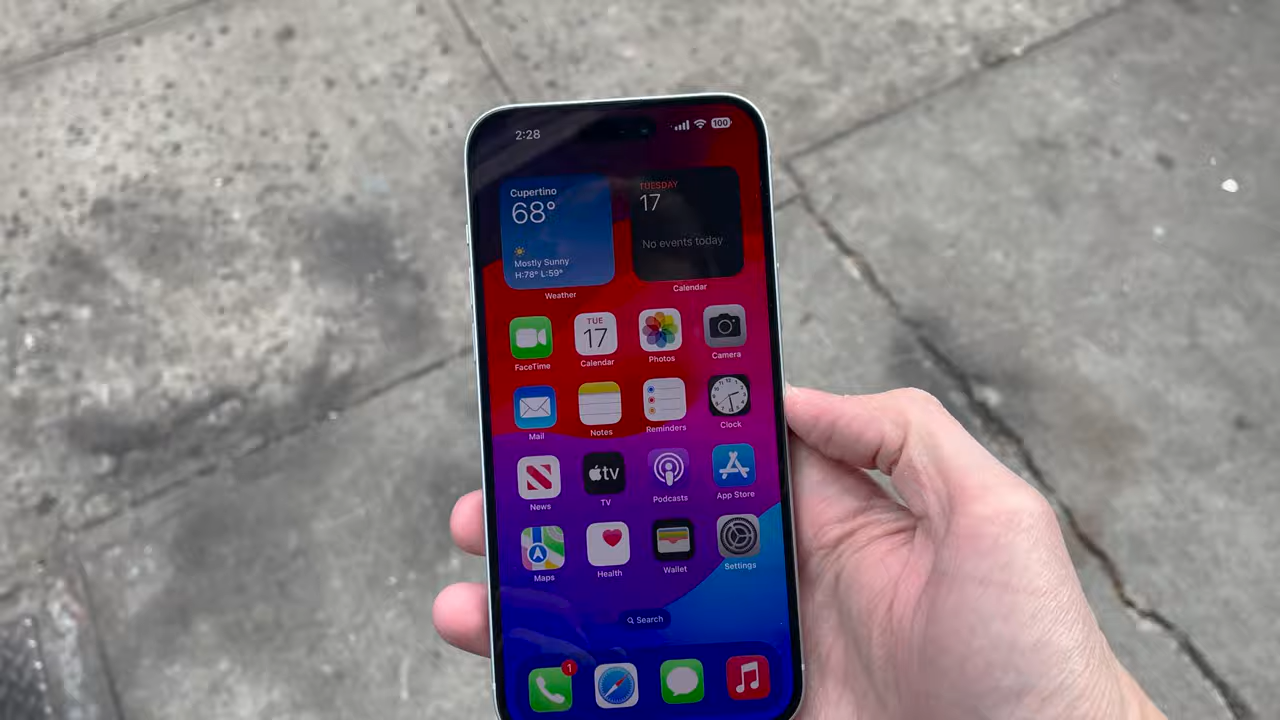 2:28
100
Cupertino
68°
Mostly Sunny
H:78° L:59°
Weather
TUESDAY
17
No events today
Calendar
FaceTime
TUE
17
Calendar
Photos
Camera
Mail
Notes
Reminders
Clock
News
tv
TV
Podcasts
App Store
Maps
Health
Wallet
Settings
Search
1